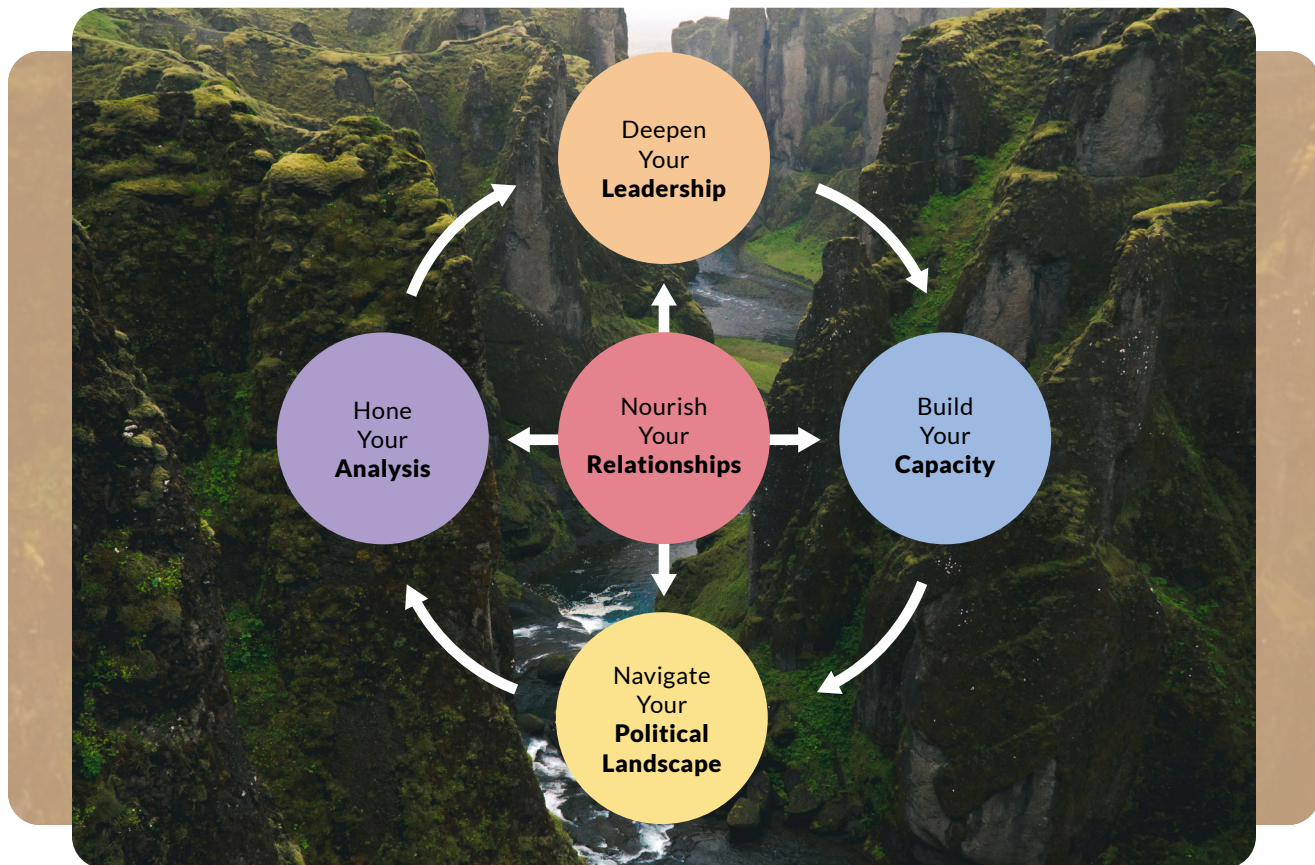 Deepen
Your
Leadership
Hone
Your
Analysis
Nourish
Your
Relationships
Build
Your
Capacity
Navigate
Your
Political
Landscape